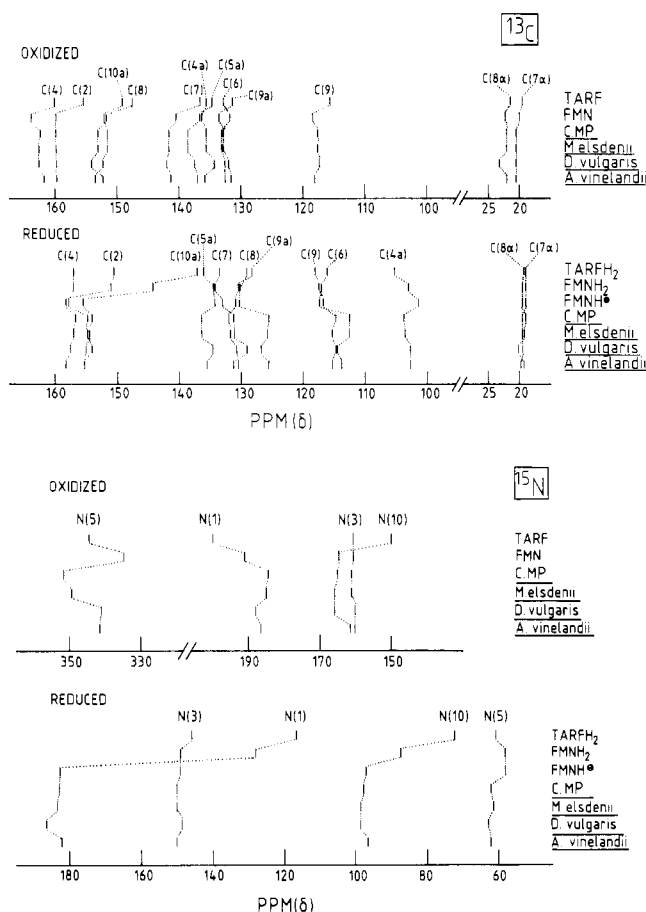 ¹³C
OXIDIZED
C(4) C(2) C(10a) C(8) C(7) C(4a) C(5a) C(6) C(9a) C(9) C(8α) C(7α)
TARF
FMN
C.MP
M.elsdenii
D. vulgaris
A. vinelandii
160 150 140 130 120 110 100 25 20
REDUCED
C(4) C(2) C(10a) C(5a) C(7) C(8) C(9a) C(9) C(6) C(4a) C(8α) C(7α)
TARFH₂
FMNH₂
FMNH⊖
C.MP
M.elsdenii
D. vulgaris
A. vinelandii
160 150 140 130 120 110 100 25 20
PPM(δ)
¹⁵N
OXIDIZED
N(5) N(1) N(3) N(10)
TARF
FMN
C.MP
M.elsdenii
D. vulgaris
A. vinelandii
350 330 190 170 150
REDUCED
N(3) N(1) N(10) N(5)
TARFH₂
FMNH₂
FMNH⊖
C.MP
M elsdenii
D. vulgaris
A. vinelandii
180 160 140 120 100 80 60
PPM(δ)